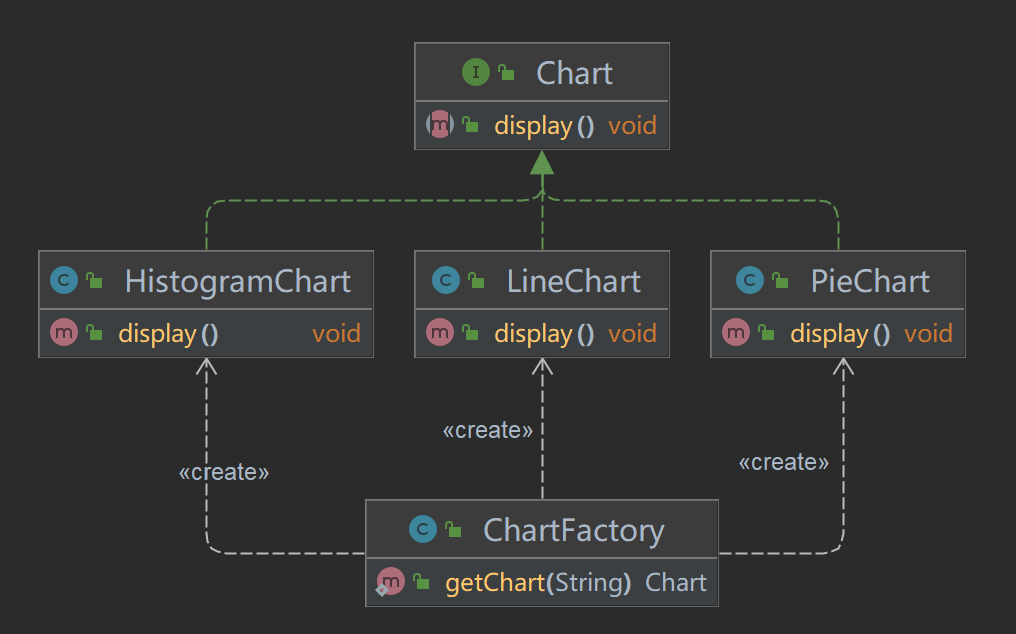 I Chart
m display() void
C HistogramChart
m display() void
C LineChart
m display() void
C PieChart
m display() void
«create»
«create»
«create»
C ChartFactory
m getChart(String) Chart